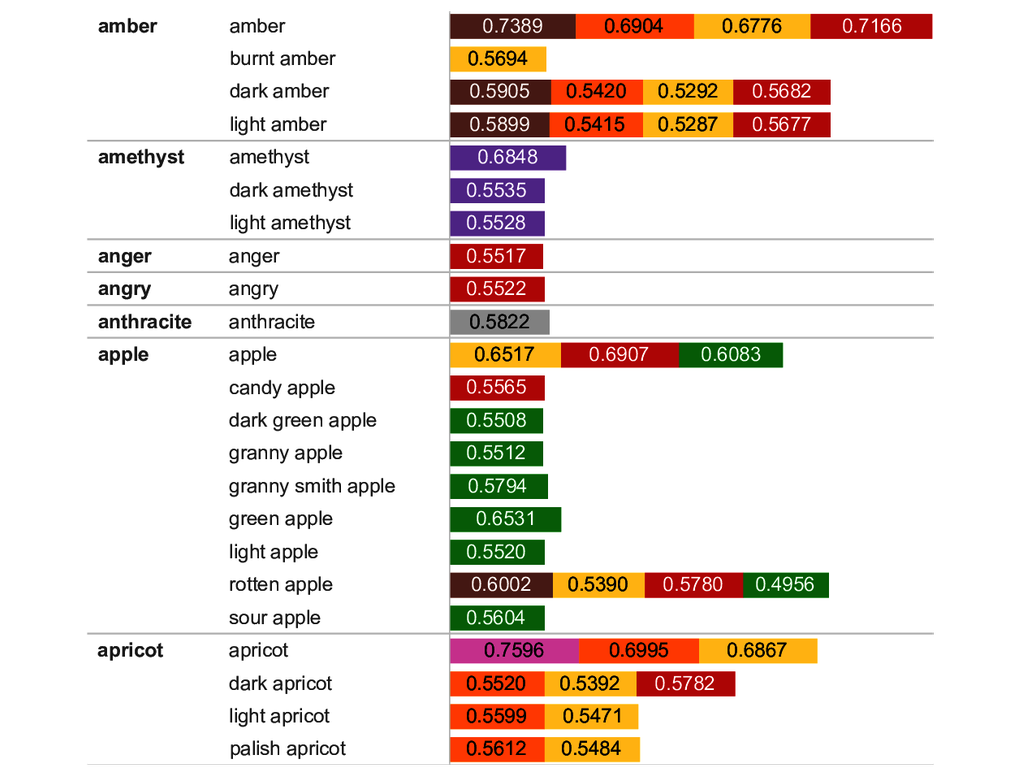 amber amber 0.7389 0.6904 0.6776 0.7166
burnt amber 0.5694
dark amber 0.5905 0.5420 0.5292 0.5682
light amber 0.5899 0.5415 0.5287 0.5677
amethyst amethyst 0.6848
dark amethyst 0.5535
light amethyst 0.5528
anger anger 0.5517
angry angry 0.5522
anthracite anthracite 0.5822
apple apple 0.6517 0.6907 0.6083
candy apple 0.5565
dark green apple 0.5508
granny apple 0.5512
granny smith apple 0.5794
green apple 0.6531
light apple 0.5520
rotten apple 0.6002 0.5390 0.5780 0.4956
sour apple 0.5604
apricot apricot 0.7596 0.6995 0.6867
dark apricot 0.5520 0.5392 0.5782
light apricot 0.5599 0.5471
palish apricot 0.5612 0.5484